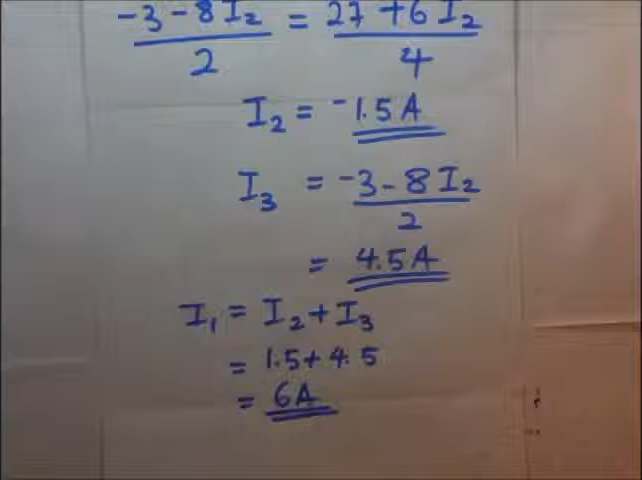 -3-8I₂ = 27+6I₂
2 4
I₂ = -1.5A
I₃ = -3-8I₂
2
= 4.5A
I₁ = I₂+I₃
= 1.5+4.5
= 6A